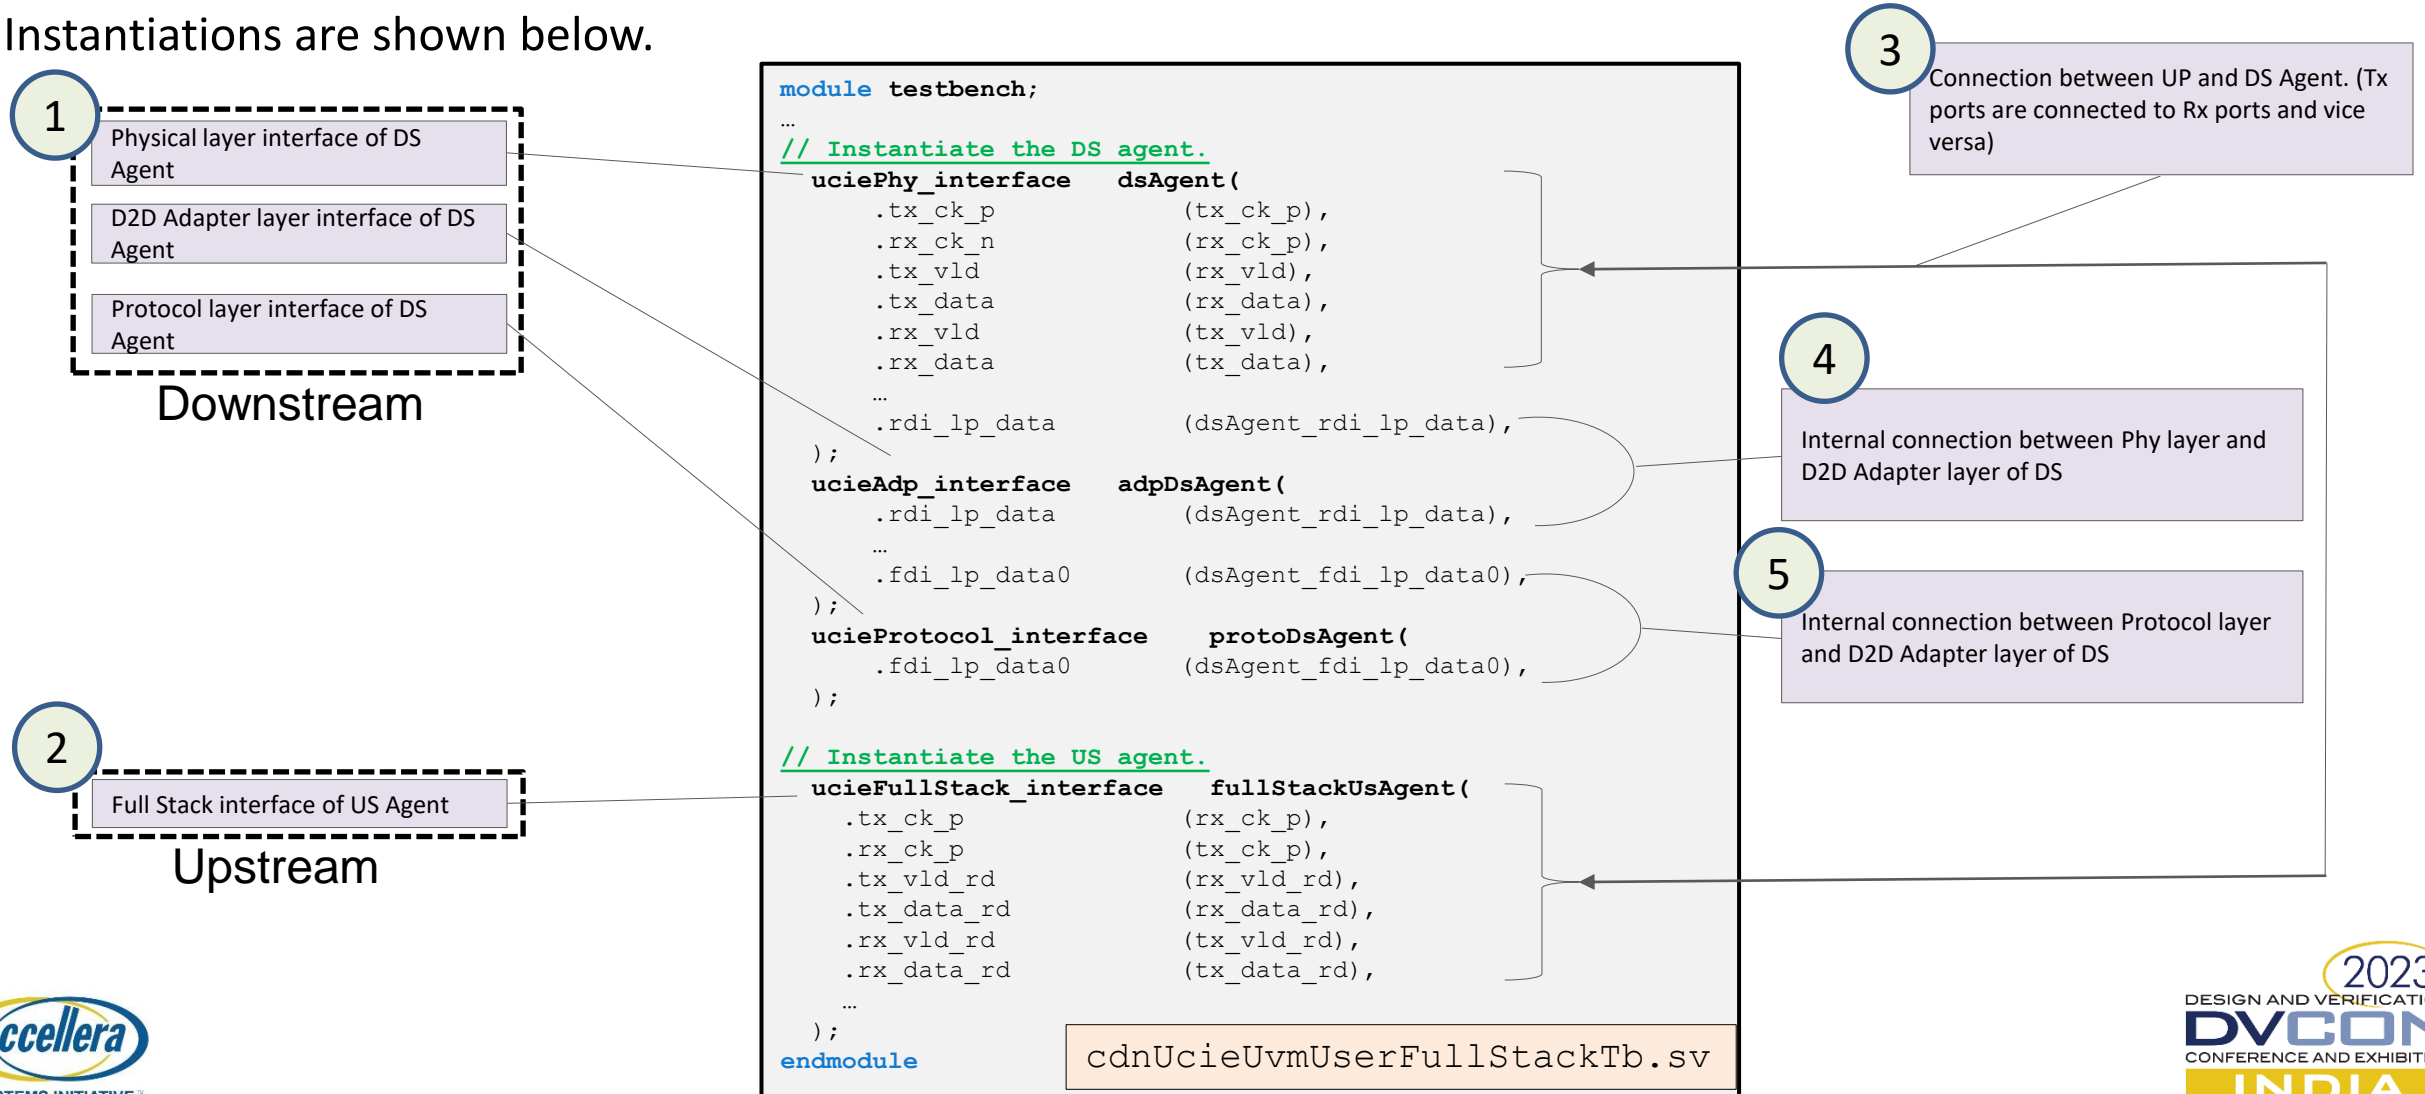 Instantiations are shown below.
1
Physical layer interface of DS
Agent
D2D Adapter layer interface of DS
Agent
Protocol layer interface of DS
Agent
Downstream
2
Full Stack interface of US Agent
Upstream
module testbench;
…
// Instantiate the DS agent.
uciePhy_interface dsAgent(
.tx_ck_p (tx_ck_p),
.rx_ck_n (rx_ck_p),
.tx_vld (rx_vld),
.tx_data (rx_data),
.rx_vld (tx_vld),
.rx_data (tx_data),
…
.rdi_lp_data (dsAgent_rdi_lp_data),
);
ucieAdp_interface adpDsAgent(
.rdi_lp_data (dsAgent_rdi_lp_data),
…
.fdi_lp_data0 (dsAgent_fdi_lp_data0),
);
ucieProtocol_interface protoDsAgent(
.fdi_lp_data0 (dsAgent_fdi_lp_data0),
);
// Instantiate the US agent.
ucieFullStack_interface fullStackUsAgent(
.tx_ck_p (rx_ck_p),
.rx_ck_p (tx_ck_p),
.tx_vld_rd (rx_vld_rd),
.tx_data_rd (rx_data_rd),
.rx_vld_rd (tx_vld_rd),
.rx_data_rd (tx_data_rd),
…
);
endmodule
cdnUcieUvmUserFullStackTb.sv
3
Connection between UP and DS Agent. (Tx
ports are connected to Rx ports and vice
versa)
4
Internal connection between Phy layer and
D2D Adapter layer of DS
5
Internal connection between Protocol layer
and D2D Adapter layer of DS
ccellera
INITIATIVE
2023
DESIGN AND VERIFICATI
DVCON
CONFERENCE AND EXHIBIT
INDIA